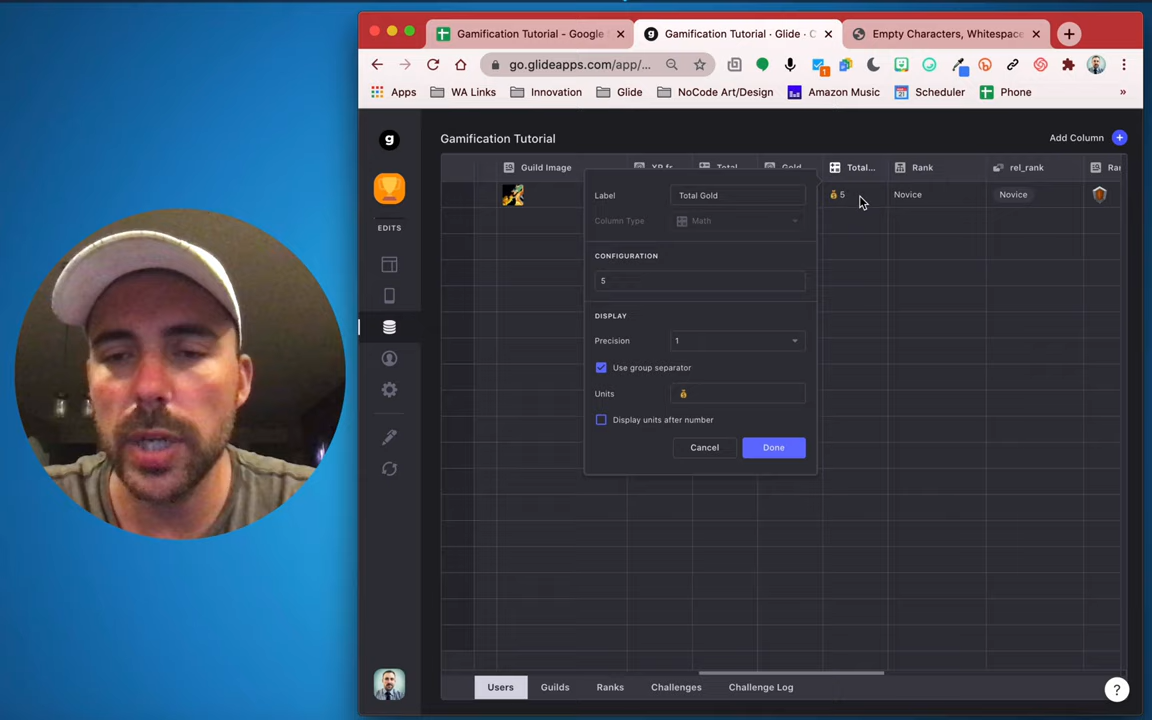 Gamification Tutorial - Google
Gamification Tutorial · Glide · C
Empty Characters, Whitespace
go.glideapps.com/app/...
Apps
WA Links
Innovation
Glide
NoCode Art/Design
Amazon Music
Scheduler
Phone
»
g
Gamification Tutorial
Add Column
EDITS
Guild Image
Total...
Rank
rel_rank
5
Novice
Novice
Label
Total Gold
Column Type
Math
CONFIGURATION
5
DISPLAY
Precision
1
Use group separator
Units
Display units after number
Cancel
Done
Users
Guilds
Ranks
Challenges
Challenge Log
?